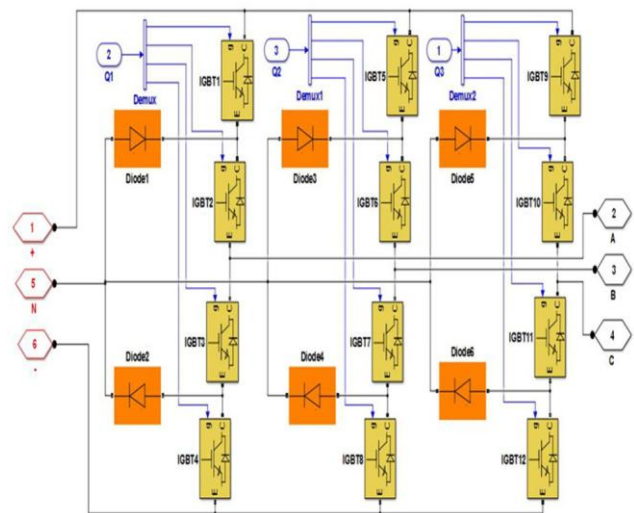 g C
2
Q1
IGBT1
E
Demux
3
Q2
g C
IGBT5
E
Demux1
1
Q3
g C
IGBT9
E
Demux2
Diode1
Diode3
Diode5
g C
IGBT2
E
g C
IGBT6
E
g C
IGBT10
E
1
+
2
A
5
N
3
B
6
-
4
C
g C
IGBT3
E
g C
IGBT7
E
g C
IGBT11
E
Diode2
Diode4
Diode6
g C
IGBT4
E
g C
IGBT8
E
g C
IGBT12
E